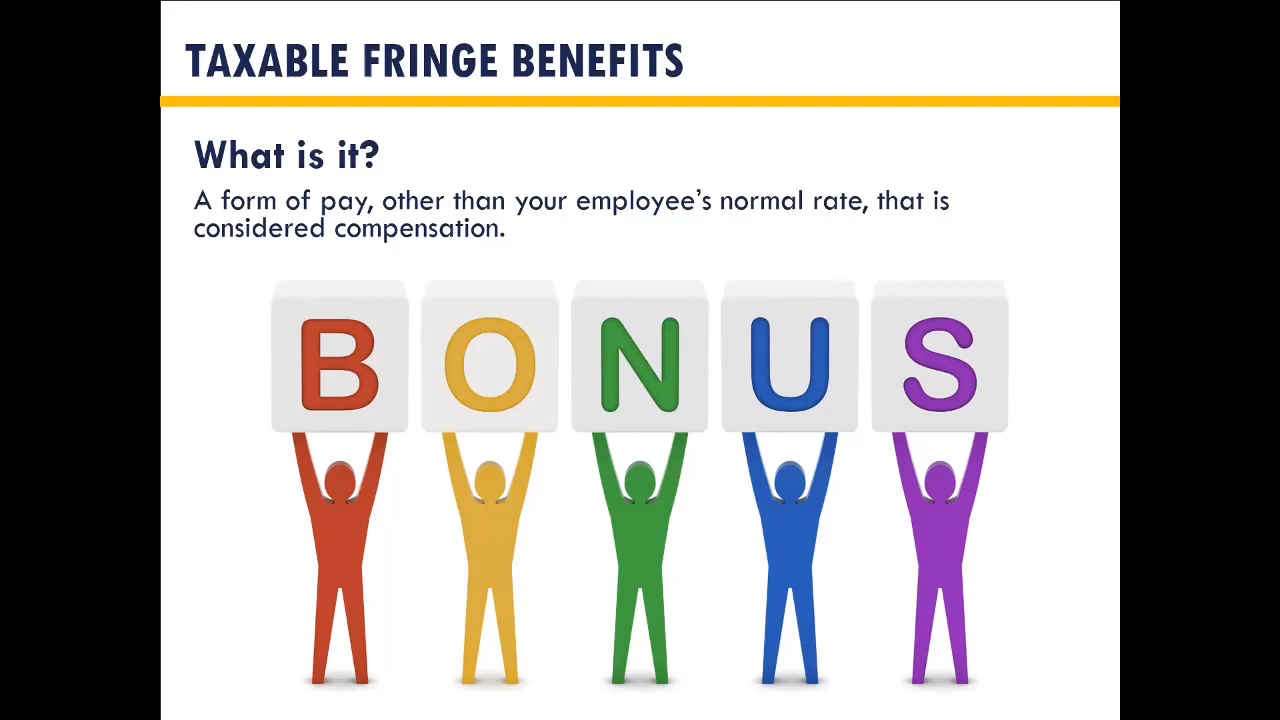 TAXABLE FRINGE BENEFITS
What is it?
A form of pay, other than your employee’s normal rate, that is
considered compensation.
BONUS